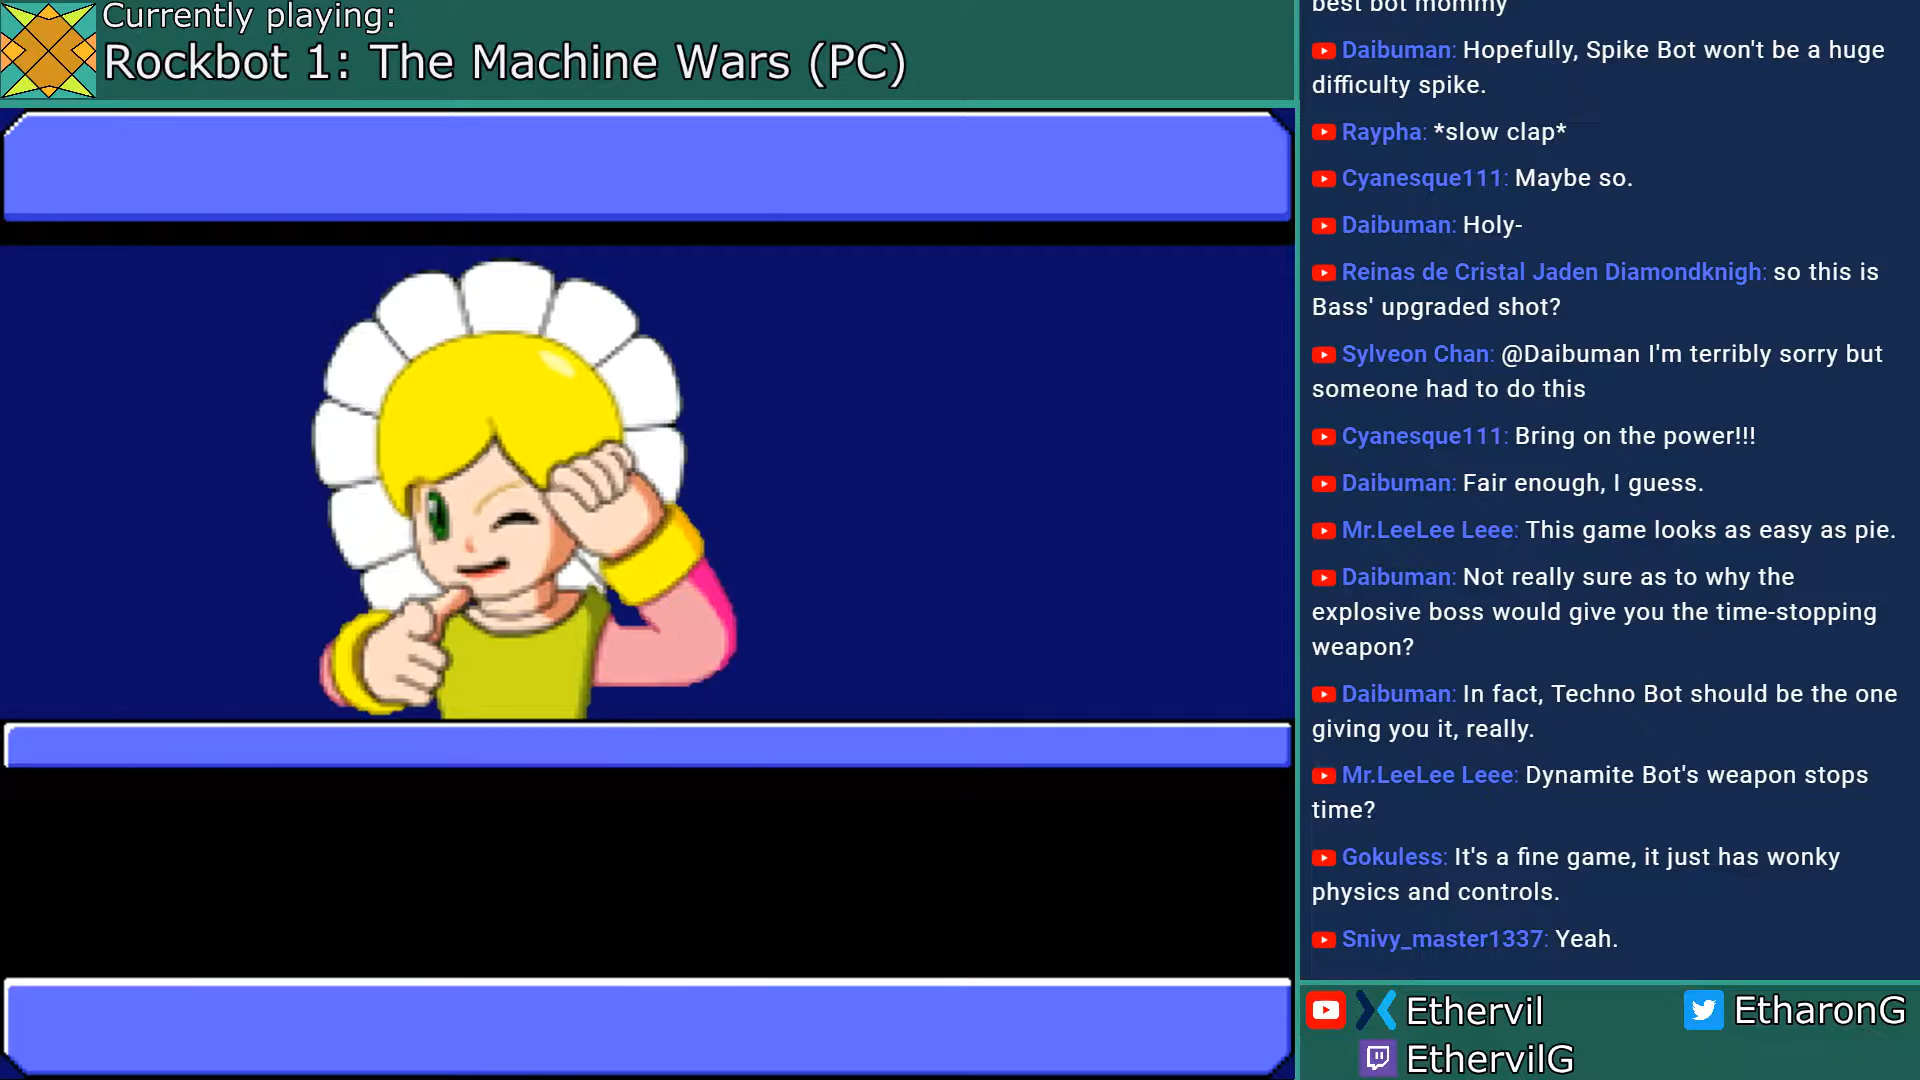 Currently playing:
Rockbot 1: The Machine Wars (PC)
best bot mommy
Daibuman: Hopefully, Spike Bot won't be a huge
difficulty spike.
Raypha: *slow clap*
Cyanesque111: Maybe so.
Daibuman: Holy-
Reinas de Cristal Jaden Diamondknigh: so this is
Bass' upgraded shot?
Sylveon Chan: @Daibuman I'm terribly sorry but
someone had to do this
Cyanesque111: Bring on the power!!!
Daibuman: Fair enough, I guess.
Mr.LeeLee Leee: This game looks as easy as pie.
Daibuman: Not really sure as to why the
explosive boss would give you the time-stopping
weapon?
Daibuman: In fact, Techno Bot should be the one
giving you it, really.
Mr.LeeLee Leee: Dynamite Bot's weapon stops
time?
Gokuless: It's a fine game, it just has wonky
physics and controls.
Snivy_master1337: Yeah.
Ethervil
EtharonG
EthervilG